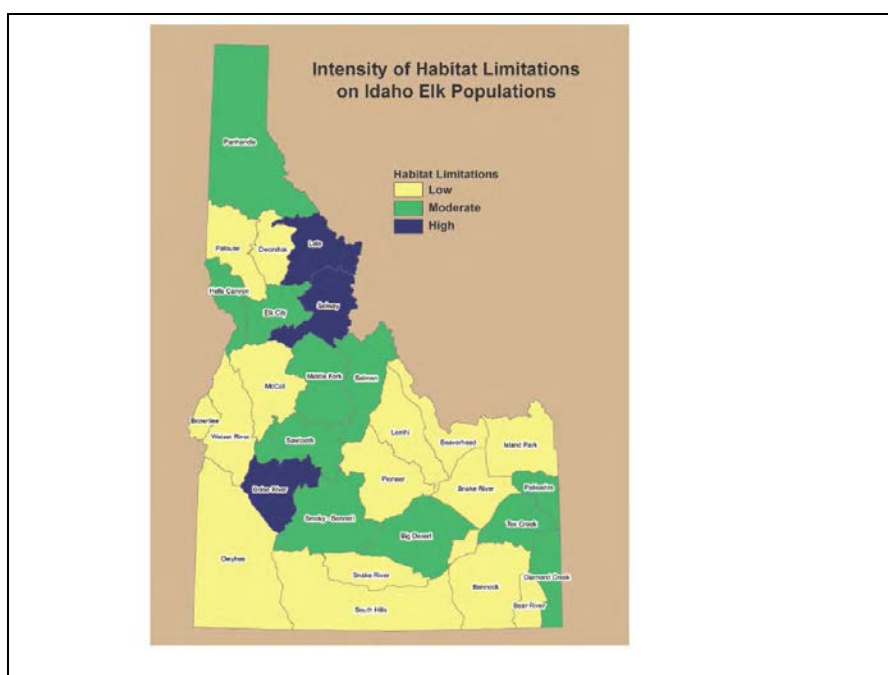 Intensity of Habitat Limitations
on Idaho Elk Populations
Habitat Limitations
Low
Moderate
High
Panhandle
Palouse
Dworshak
Lolo
Hells Canyon
Elk City
Selway
McCall
Middle Fork
Salmon
Brownlee
Weiser River
Sawtooth
Lemhi
Beaverhead
Island Park
Boise River
Pioneer
Snake River
Palisades
Smoky - Bennett
Big Desert
Tex Creek
Owyhee
Snake River
Bannock
Diamond Creek
South Hills
Bear River